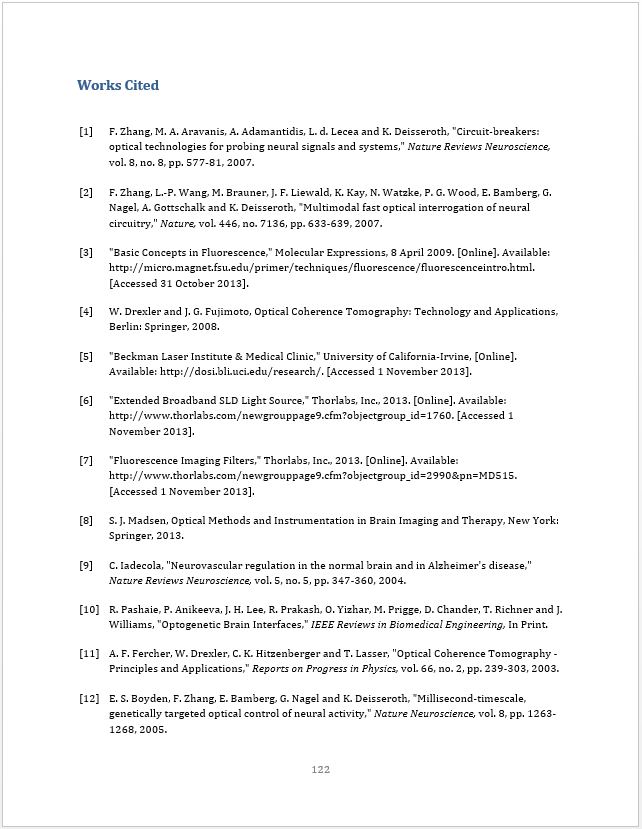 Works Cited
[1] F. Zhang, M. A. Aravanis, A. Adamantidis, L. d. Lecea and K. Deisseroth, "Circuit-breakers:
optical technologies for probing neural signals and systems," Nature Reviews Neuroscience,
vol. 8, no. 8, pp. 577-81, 2007.
[2] F. Zhang, L.-P. Wang, M. Brauner, J. F. Liewald, K. Kay, N. Watzke, P. G. Wood, E. Bamberg, G.
Nagel, A. Gottschalk and K. Deisseroth, "Multimodal fast optical interrogation of neural
circuitry," Nature, vol. 446, no. 7136, pp. 633-639, 2007.
[3] "Basic Concepts in Fluorescence," Molecular Expressions, 8 April 2009. [Online]. Available:
http://micro.magnet.fsu.edu/primer/techniques/fluorescence/fluorescenceintro.html.
[Accessed 31 October 2013].
[4] W. Drexler and J. G. Fujimoto, Optical Coherence Tomography: Technology and Applications,
Berlin: Springer, 2008.
[5] "Beckman Laser Institute & Medical Clinic," University of California-Irvine, [Online].
Available: http://dosi.bli.uci.edu/research/. [Accessed 1 November 2013].
[6] "Extended Broadband SLD Light Source," Thorlabs, Inc., 2013. [Online]. Available:
http://www.thorlabs.com/newgrouppage9.cfm?objectgroup_id=1760. [Accessed 1
November 2013].
[7] "Fluorescence Imaging Filters," Thorlabs, Inc., 2013. [Online]. Available:
http://www.thorlabs.com/newgrouppage9.cfm?objectgroup_id=2990&pn=MD515.
[Accessed 1 November 2013].
[8] S. J. Madsen, Optical Methods and Instrumentation in Brain Imaging and Therapy, New York:
Springer, 2013.
[9] C. Iadecola, "Neurovascular regulation in the normal brain and in Alzheimer's disease,"
Nature Reviews Neuroscience, vol. 5, no. 5, pp. 347-360, 2004.
[10] R. Pashaie, P. Anikeeva, J. H. Lee, R. Prakash, O. Yizhar, M. Prigge, D. Chander, T. Richner and J.
Williams, "Optogenetic Brain Interfaces," IEEE Reviews in Biomedical Engineering, In Print.
[11] A. F. Fercher, W. Drexler, C. K. Hitzenberger and T. Lasser, "Optical Coherence Tomography -
Principles and Applications," Reports on Progress in Physics, vol. 66, no. 2, pp. 239-303, 2003.
[12] E. S. Boyden, F. Zhang, E. Bamberg, G. Nagel and K. Deisseroth, "Millisecond-timescale,
genetically targeted optical control of neural activity," Nature Neuroscience, vol. 8, pp. 1263-
1268, 2005.
122